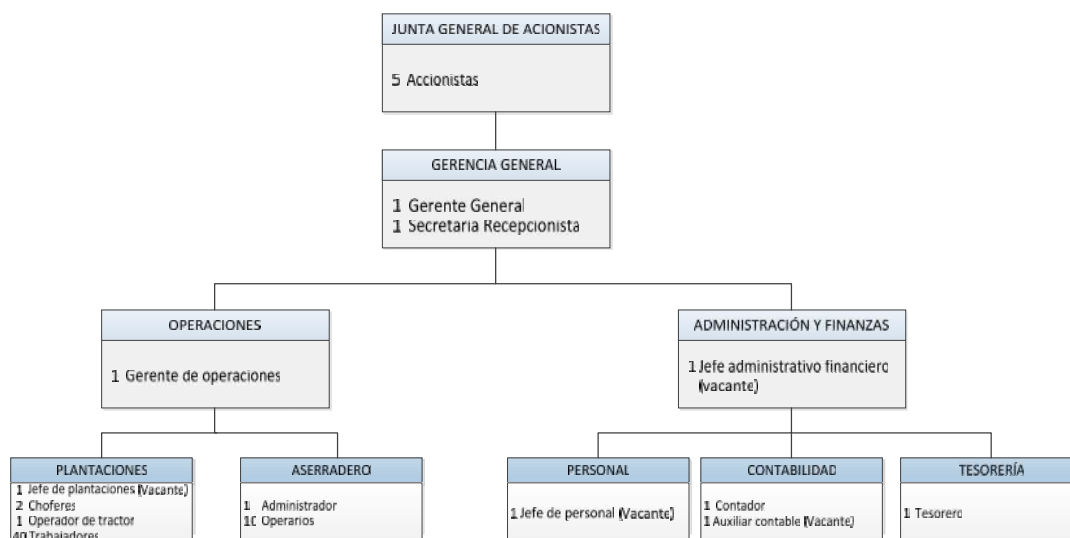 JUNTA GENERAL DE ACIONISTAS
5 Accionistas
GERENCIA GENERAL
1 Gerente General
1 Secretaria Recepcionista
OPERACIONES
1 Gerente de operaciones
ADMINISTRACIÓN Y FINANZAS
1 Jefe administrativo financiero
(vacante)
PLANTACIONES
1 Jefe de plantaciones (Vacante)
2 Choferes
1 Operador de tractor
40 Trabajadores
ASERRADERO
1 Administrador
10 Operarios
PERSONAL
1 Jefe de personal (Vacante)
CONTABILIDAD
1 Contador
1 Auxiliar contable (Vacante)
TESORERÍA
1 Tesorero